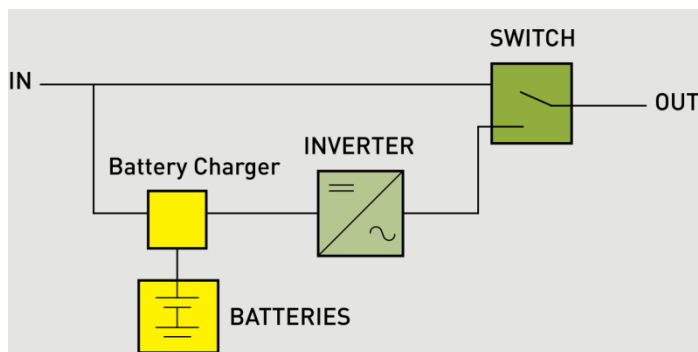 SWITCH
IN
OUT
INVERTER
Battery Charger
BATTERIES